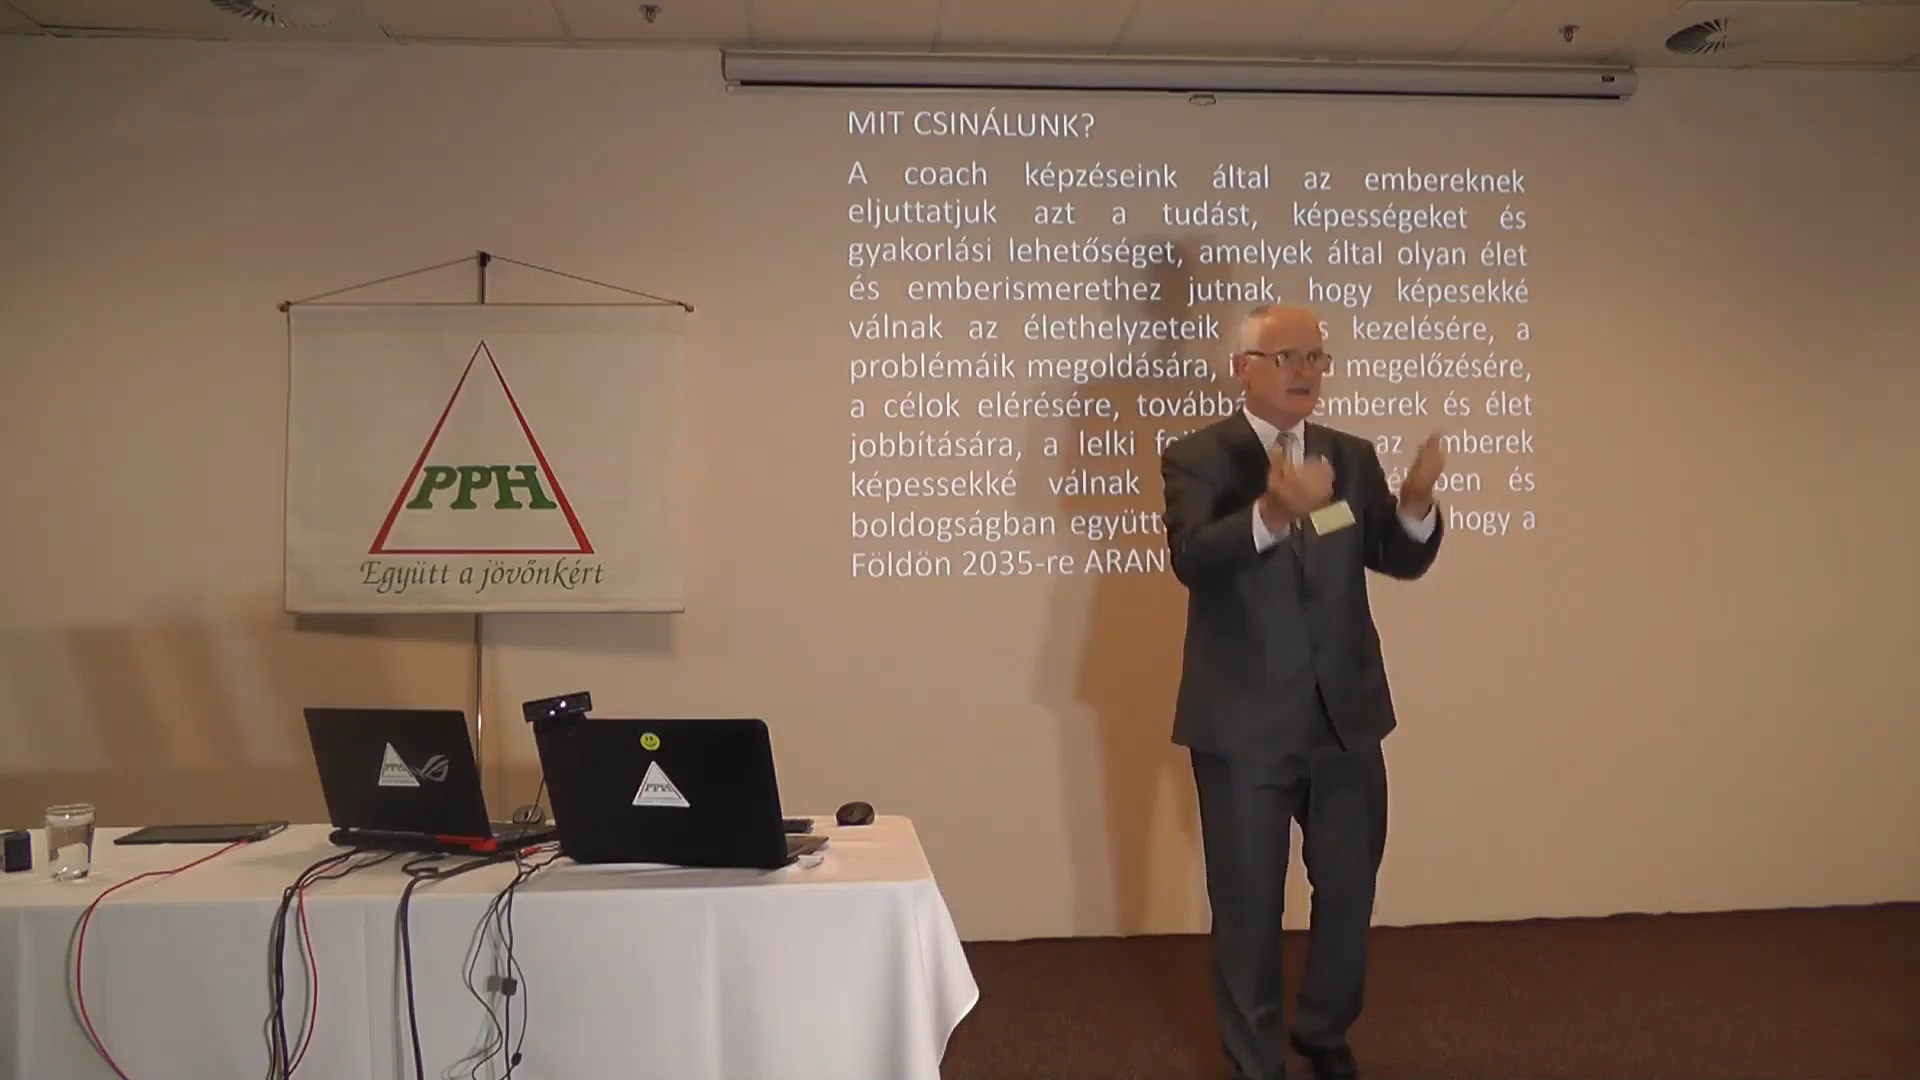 MIT CSINÁLUNK?
A coach képzéseink által az embereknek
eljuttatjuk azt a tudást, képességeket és
gyakorlási lehetőséget, amelyek által olyan élet
és emberismerethez jutnak, hogy képesekké
válnak az élethelyzeteik kezelésére, a
problémáik megoldására, megelőzésére,
a célok elérésére, emberek és élet
jobbítására, a lelki az emberek
képessekké válnak és
boldogságban hogy a
Földön 2035-re
PPH
Együtt a jövőnkért
PPH
PPH